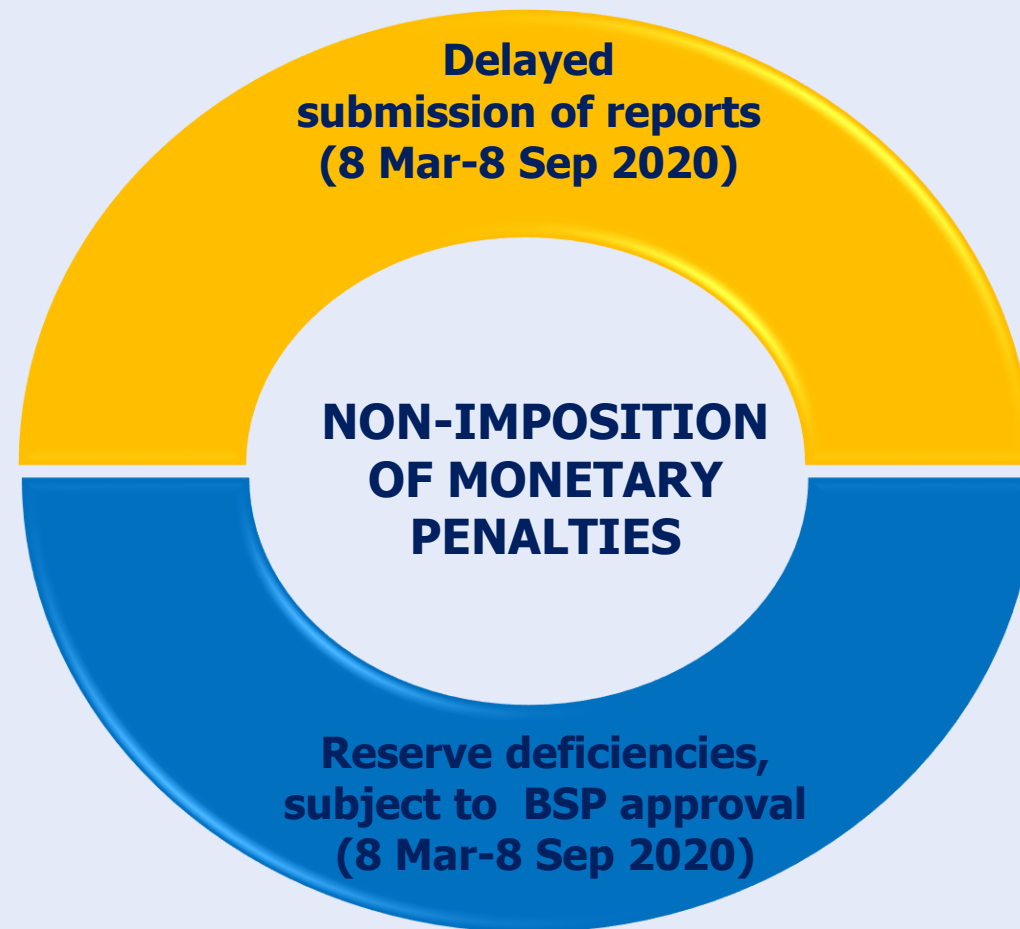 Delayed
submission of reports
(8 Mar-8 Sep 2020)
NON-IMPOSITION
OF MONETARY
PENALTIES
Reserve deficiencies,
subject to  BSP approval
(8 Mar-8 Sep 2020)